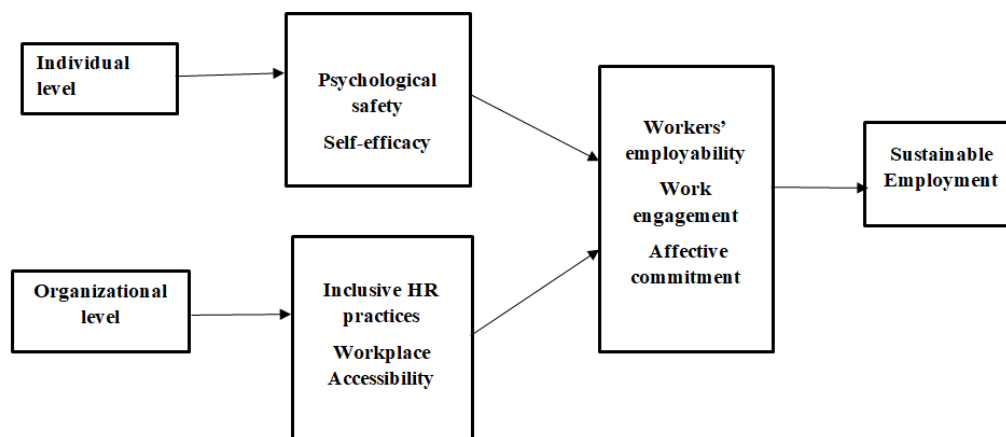 Individual
level
Psychological
safety
Self-efficacy
Organizational
level
Inclusive HR
practices
Workplace
Accessibility
Workers’
employability
Work
engagement
Affective
commitment
Sustainable
Employment